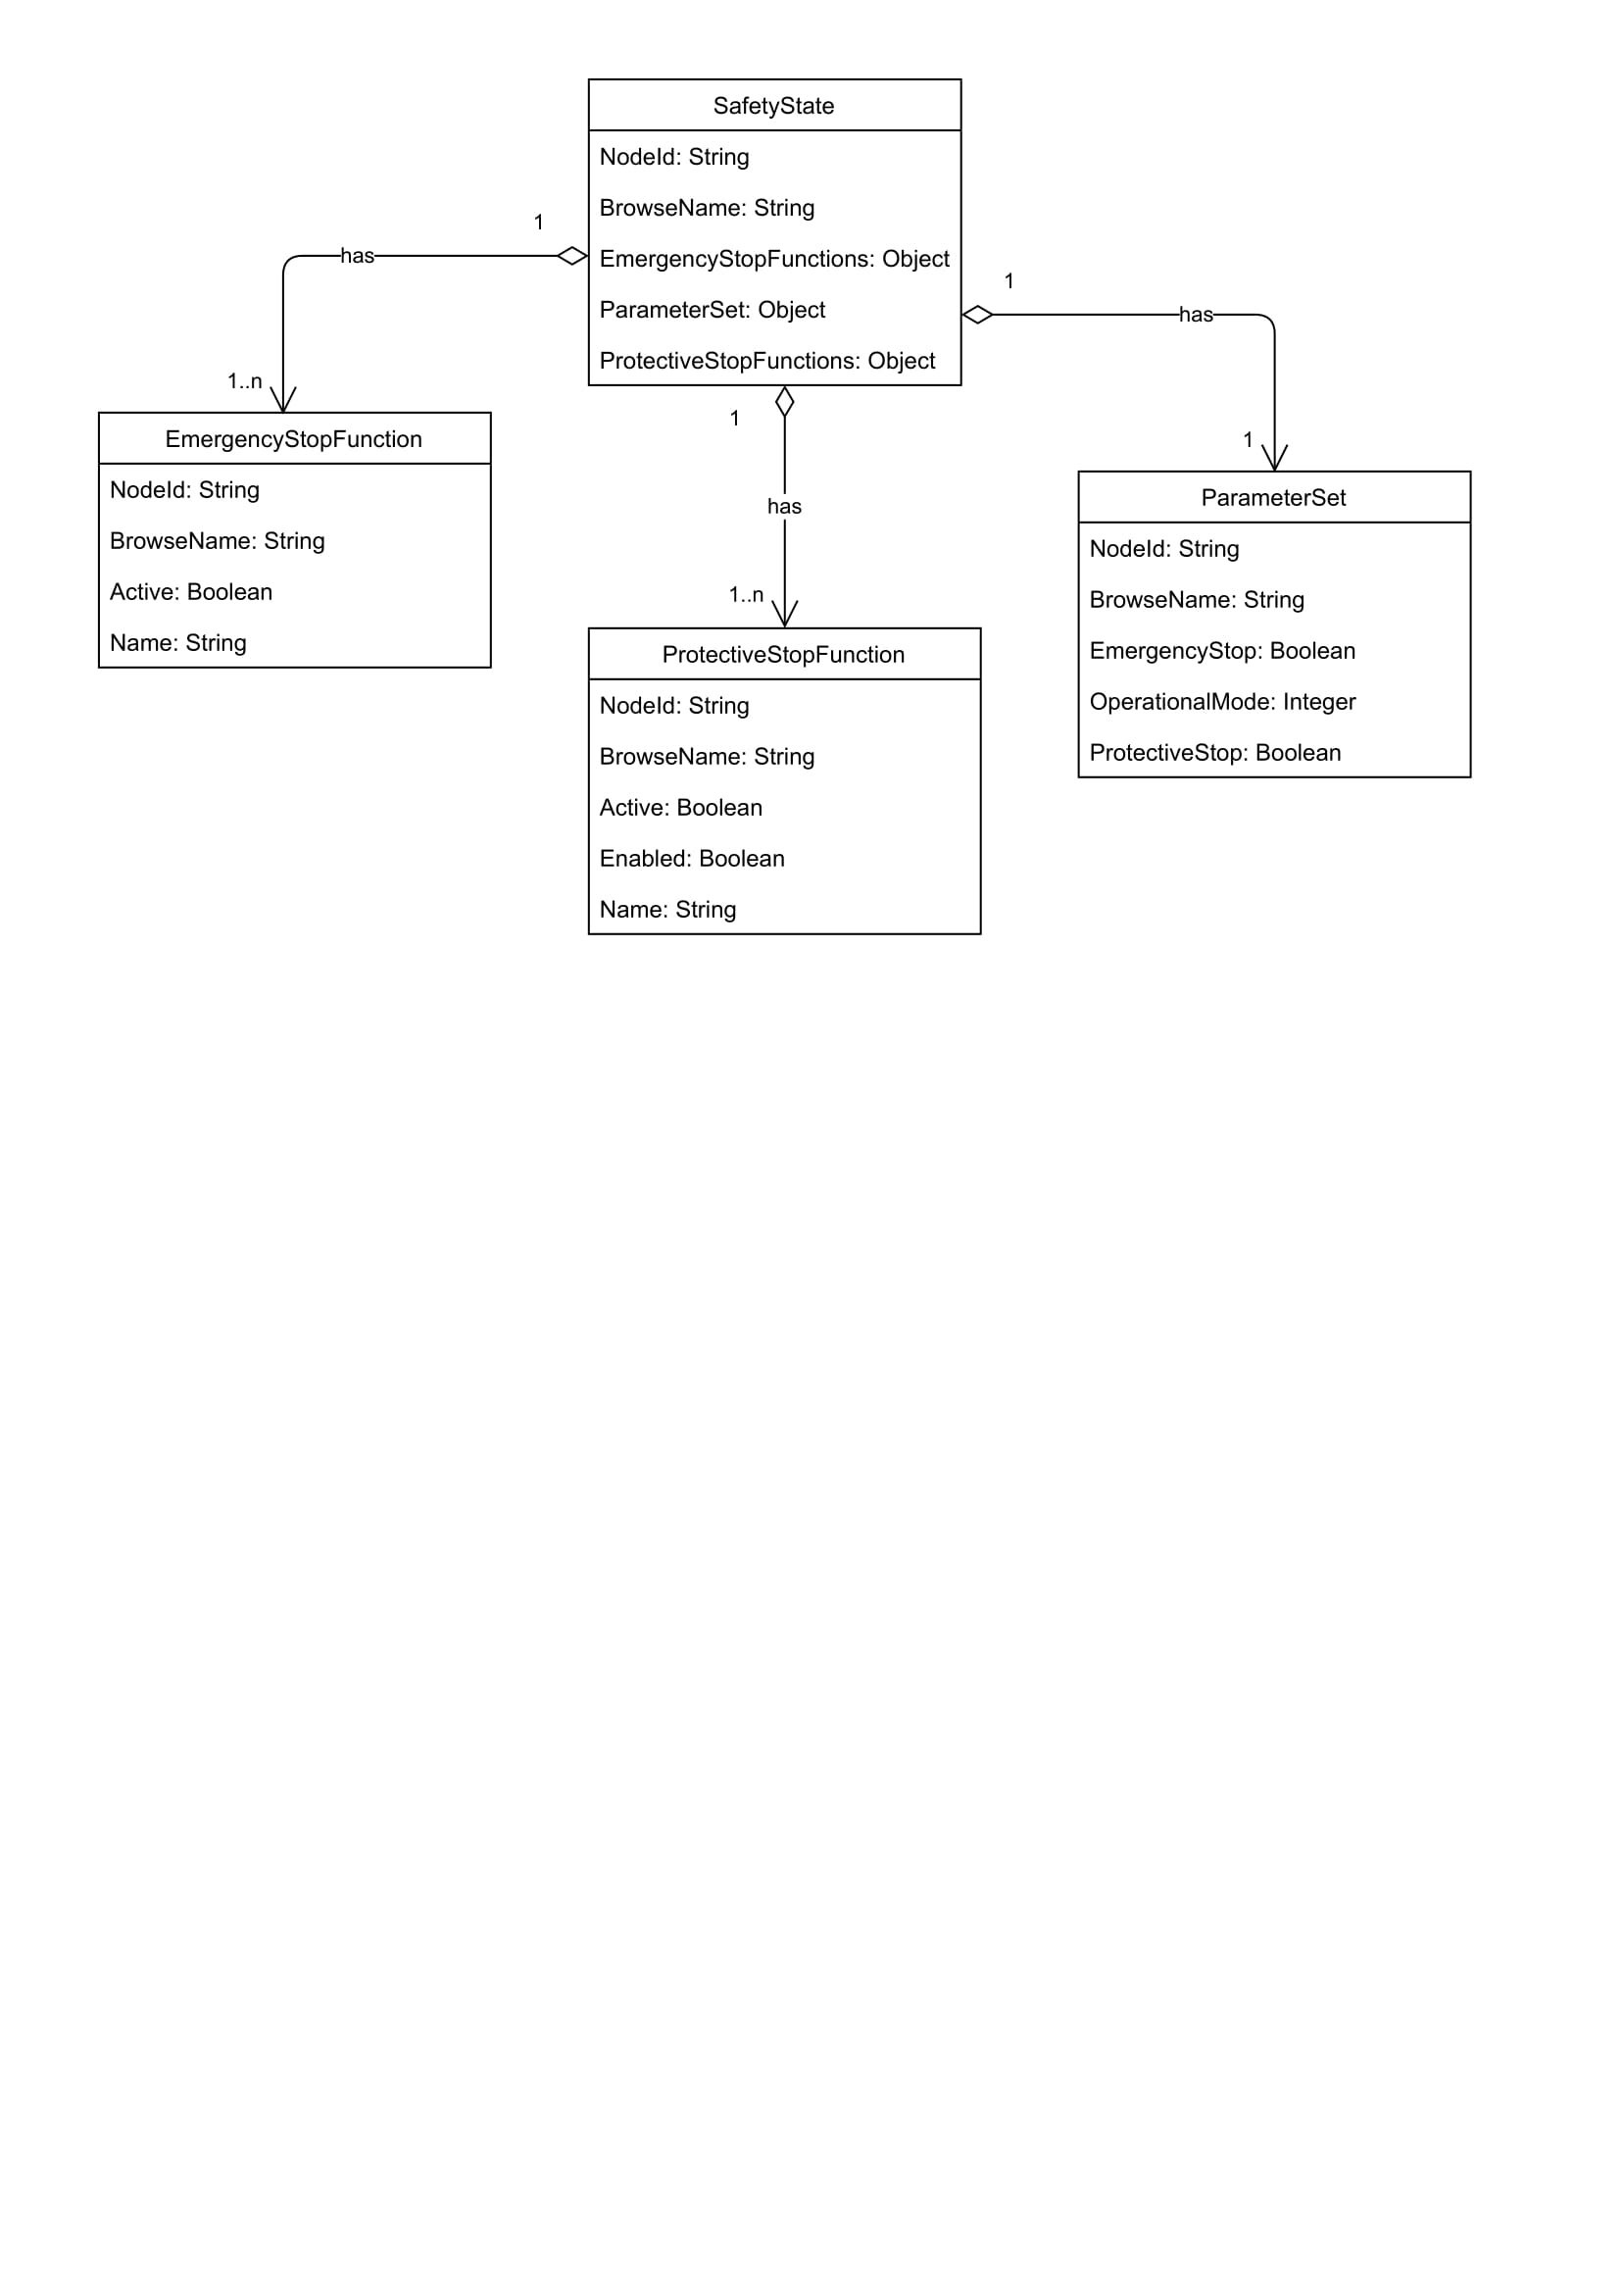 SafetyState
NodeId: String
BrowseName: String
EmergencyStopFunctions: Object
ParameterSet: Object
ProtectiveStopFunctions: Object
1
has
1..n
1
has
1
1
has
1..n
EmergencyStopFunction
NodeId: String
BrowseName: String
Active: Boolean
Name: String
ProtectiveStopFunction
NodeId: String
BrowseName: String
Active: Boolean
Enabled: Boolean
Name: String
ParameterSet
NodeId: String
BrowseName: String
EmergencyStop: Boolean
OperationalMode: Integer
ProtectiveStop: Boolean